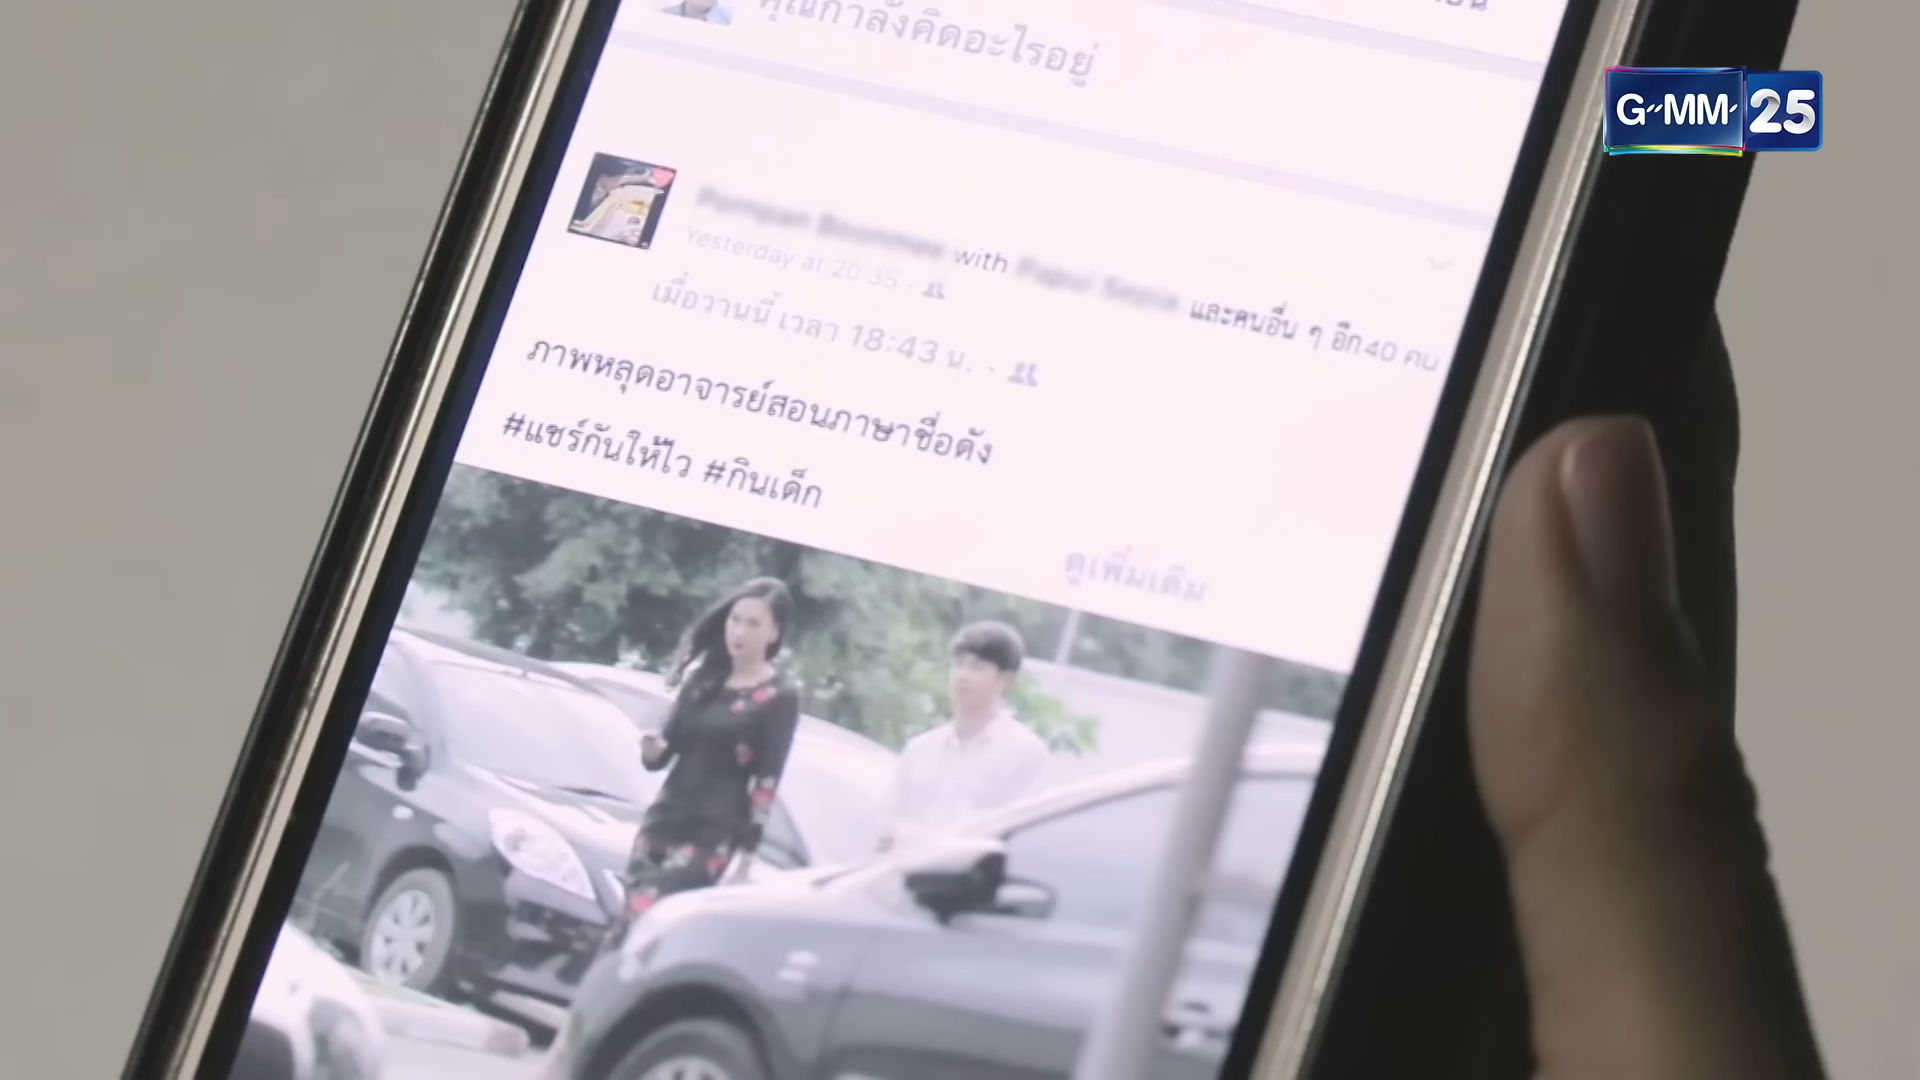 คุณกำลังคิดอะไรอยู่
GMM 25
with และคนอื่น ๆ อีก40 คน
Yesterday at 20:35
เมื่อวานนี้ เวลา 18:43 น.
ภาพหลุดอาจารย์สอนภาษาชื่อดัง
#แชร์กันให้ไว #กินเด็ก
ดูเพิ่มเติม